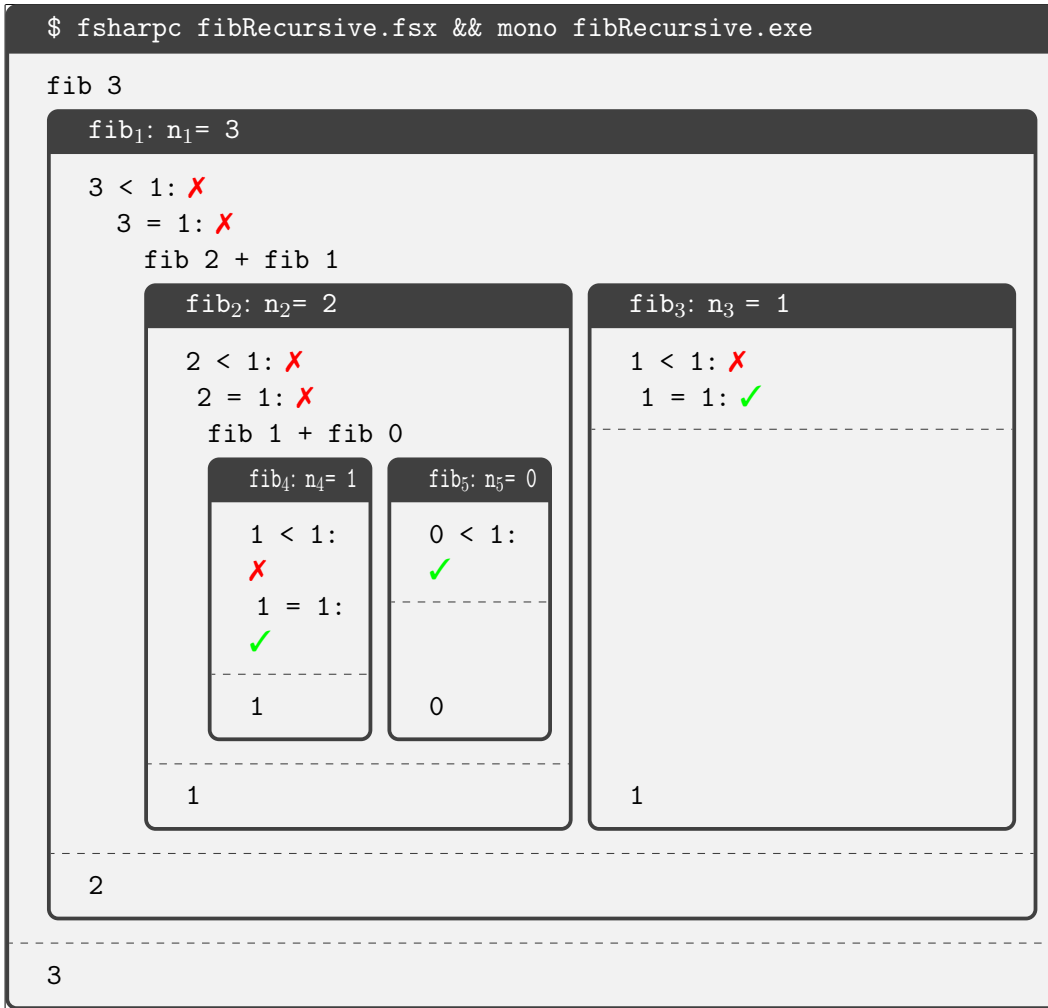 $ fsharpc fibRecursive.fsx && mono fibRecursive.exe
fib 3
fib₁: n₁= 3
3 < 1: ✗
3 = 1: ✗
fib 2 + fib 1
fib₂: n₂= 2
2 < 1: ✗
2 = 1: ✗
fib 1 + fib 0
fib₄: n₄= 1
1 < 1:
✗
1 = 1:
✓
1
fib₅: n₅= 0
0 < 1:
✓
0
1
fib₃: n₃ = 1
1 < 1: ✗
1 = 1: ✓
1
2
3